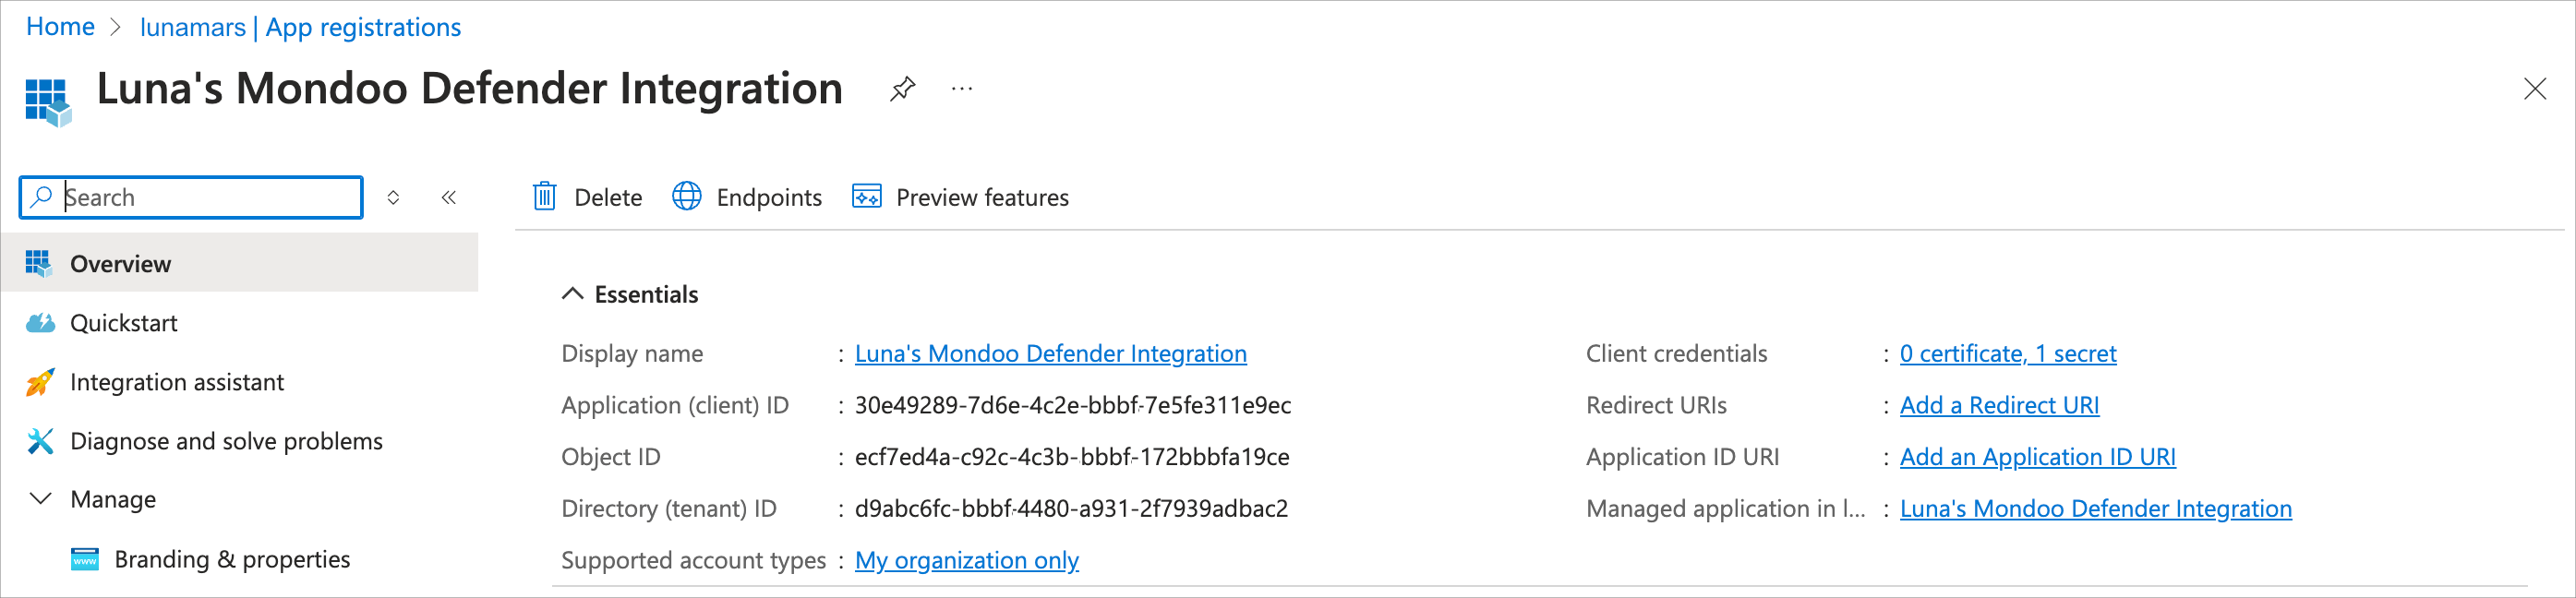 Home > lunamars | App registrations
Luna's Mondoo Defender Integration ...
Search
Delete Endpoints Preview features
Overview
Quickstart
Integration assistant
Diagnose and solve problems
Manage
www Branding & properties
Essentials
Display name : Luna's Mondoo Defender Integration
Application (client) ID : 30e49289-7d6e-4c2e-bbbf-7e5fe311e9ec
Object ID : ecf7ed4a-c92c-4c3b-bbbf-172bbbfa19ce
Directory (tenant) ID : d9abc6fc-bbbf-4480-a931-2f7939adbac2
Supported account types : My organization only
Client credentials : 0 certificate, 1 secret
Redirect URIs : Add a Redirect URI
Application ID URI : Add an Application ID URI
Managed application in l... : Luna's Mondoo Defender Integration